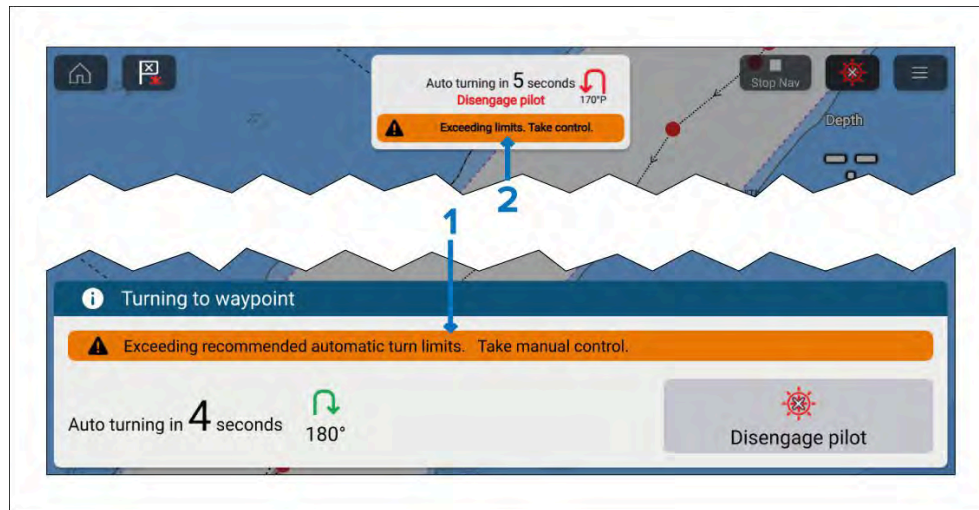 Auto turning in 5 seconds
Disengage pilot
170°P
Exceeding limits. Take control.
Stop Nav
Depth
2
1
Turning to waypoint
Exceeding recommended automatic turn limits. Take manual control.
Auto turning in 4 seconds
180°
Disengage pilot